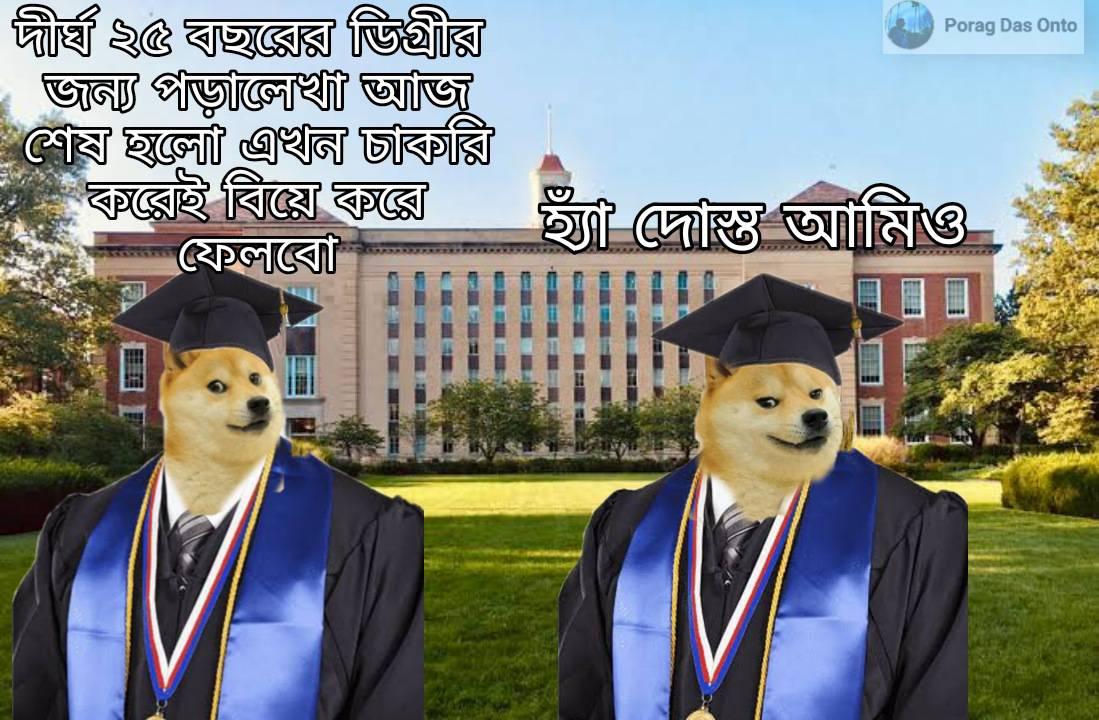 দীর্ঘ ২৫ বছরের ডিগ্রীর
জন্য পড়ালেখা আজ
শেষ হলো এখন চাকরি
করেই বিয়ে করে
ফেলবো
হ্যাঁ দোস্ত আমিও
Porag Das Onto